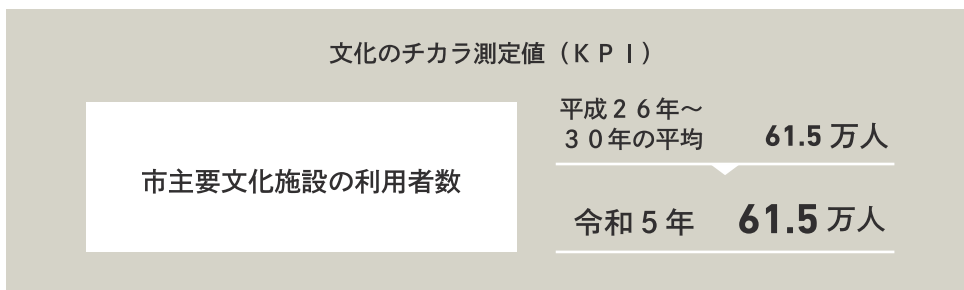 文化のチカラ測定値（ＫＰＩ）
市主要文化施設の利用者数
平成２６年～
３０年の平均 61.5 万人
令和５年 61.5 万人